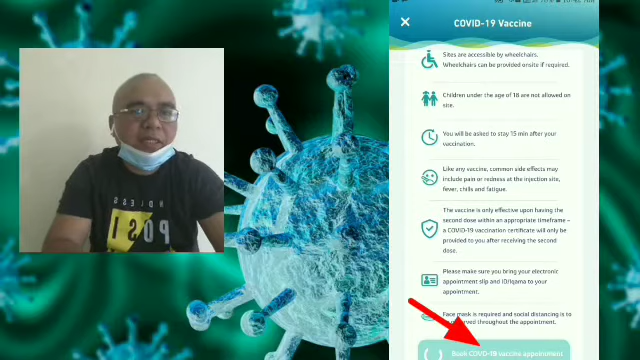 COVID-19 Vaccine
Sites are accessible by wheelchairs.
Wheelchairs can be provided onsite if required.
Children under the age of 18 are not allowed on
site.
You will be asked to stay 15 min after your
vaccination.
Like any vaccine, common side effects may
include pain or redness at the injection site,
fever, chills and fatigue.
The vaccine is only effective upon having the
second dose within an appropriate timeframe –
a COVID-19 vaccination certificate will only be
provided to you after receiving the second
dose.
Please make sure you bring your electronic
appointment slip and ID/Iqama to your
appointment.
Face mask is required and social distancing is to
observed throughout the appointment.
Book COVID-19 vaccine appointment